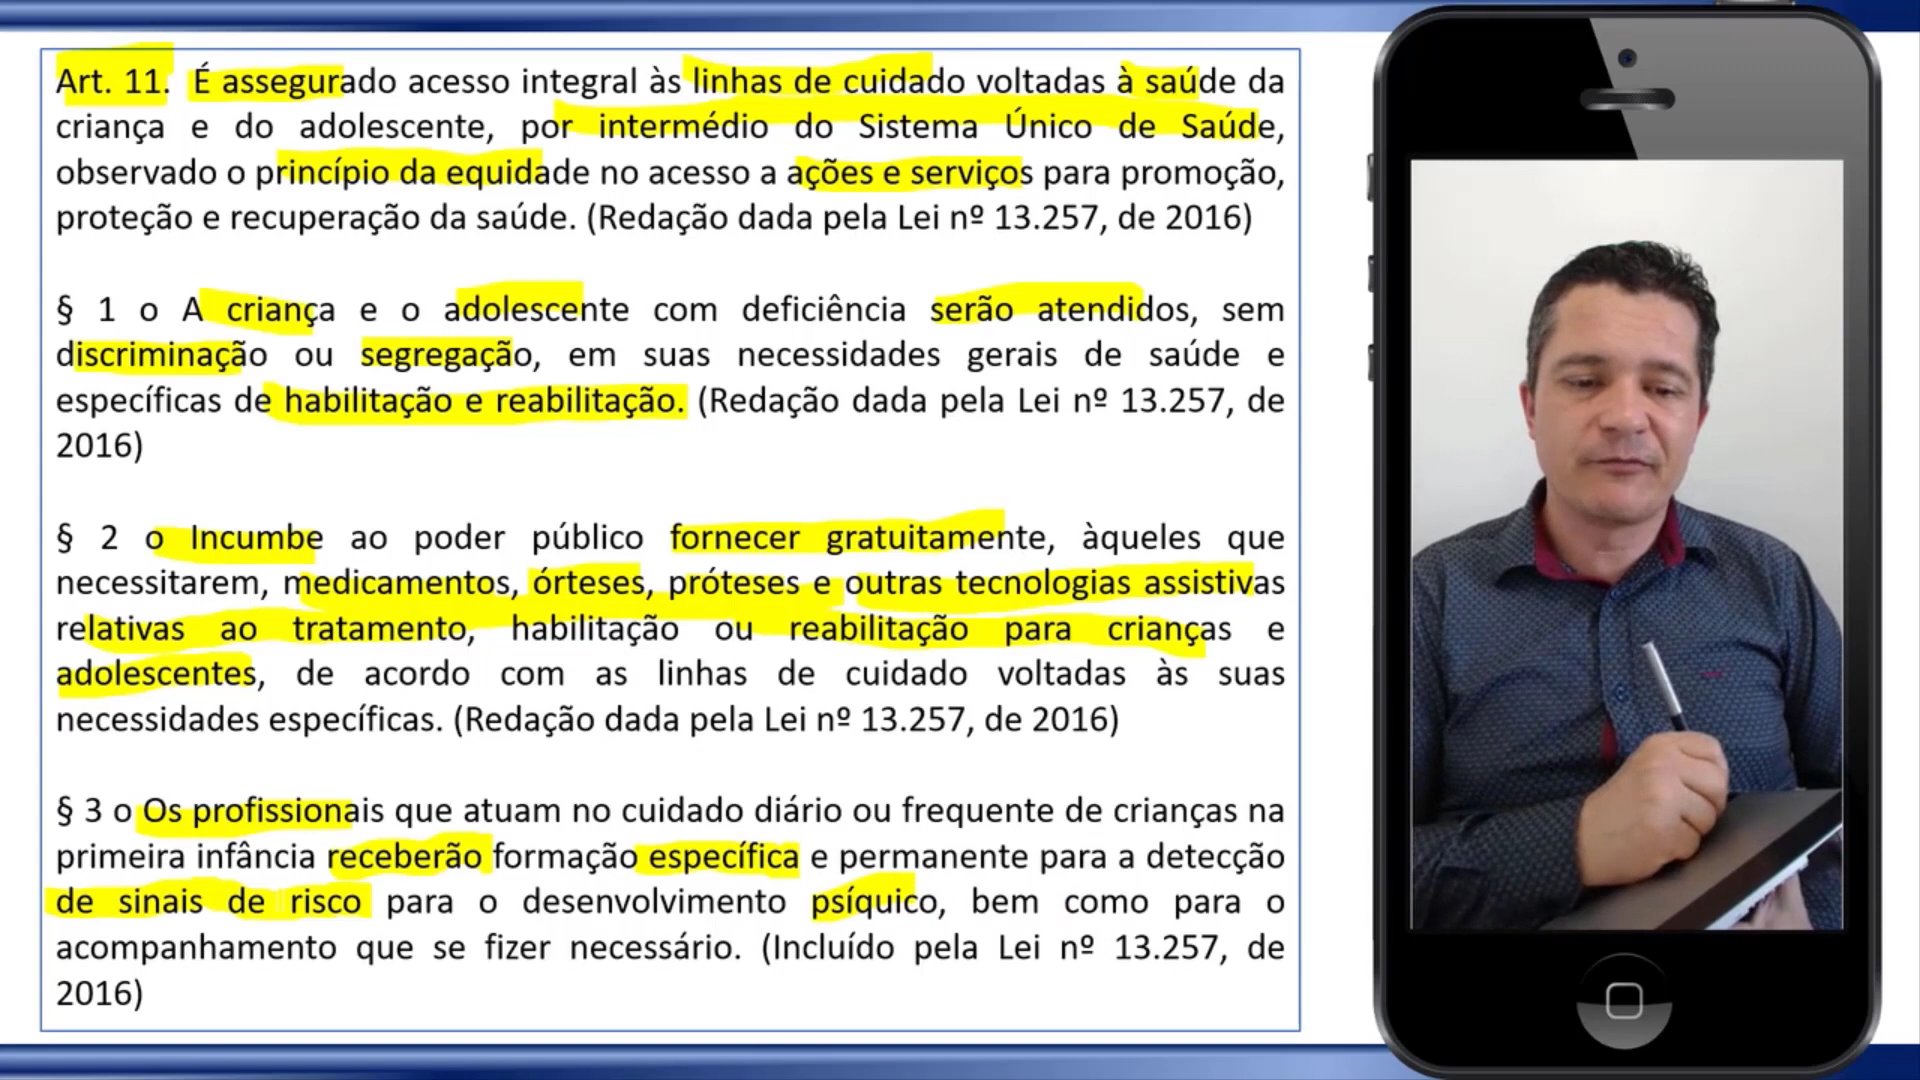 Art. 11. É assegurado acesso integral às linhas de cuidado voltadas à saúde da
criança e do adolescente, por intermédio do Sistema Único de Saúde,
observado o princípio da equidade no acesso a ações e serviços para promoção,
proteção e recuperação da saúde. (Redação dada pela Lei nº 13.257, de 2016)
§ 1 o A criança e o adolescente com deficiência serão atendidos, sem
discriminação ou segregação, em suas necessidades gerais de saúde e
específicas de habilitação e reabilitação. (Redação dada pela Lei nº 13.257, de
2016)
§ 2 o Incumbe ao poder público fornecer gratuitamente, àqueles que
necessitarem, medicamentos, órteses, próteses e outras tecnologias assistivas
relativas ao tratamento, habilitação ou reabilitação para crianças e
adolescentes, de acordo com as linhas de cuidado voltadas às suas
necessidades específicas. (Redação dada pela Lei nº 13.257, de 2016)
§ 3 o Os profissionais que atuam no cuidado diário ou frequente de crianças na
primeira infância receberão formação específica e permanente para a detecção
de sinais de risco para o desenvolvimento psíquico, bem como para o
acompanhamento que se fizer necessário. (Incluído pela Lei nº 13.257, de
2016)